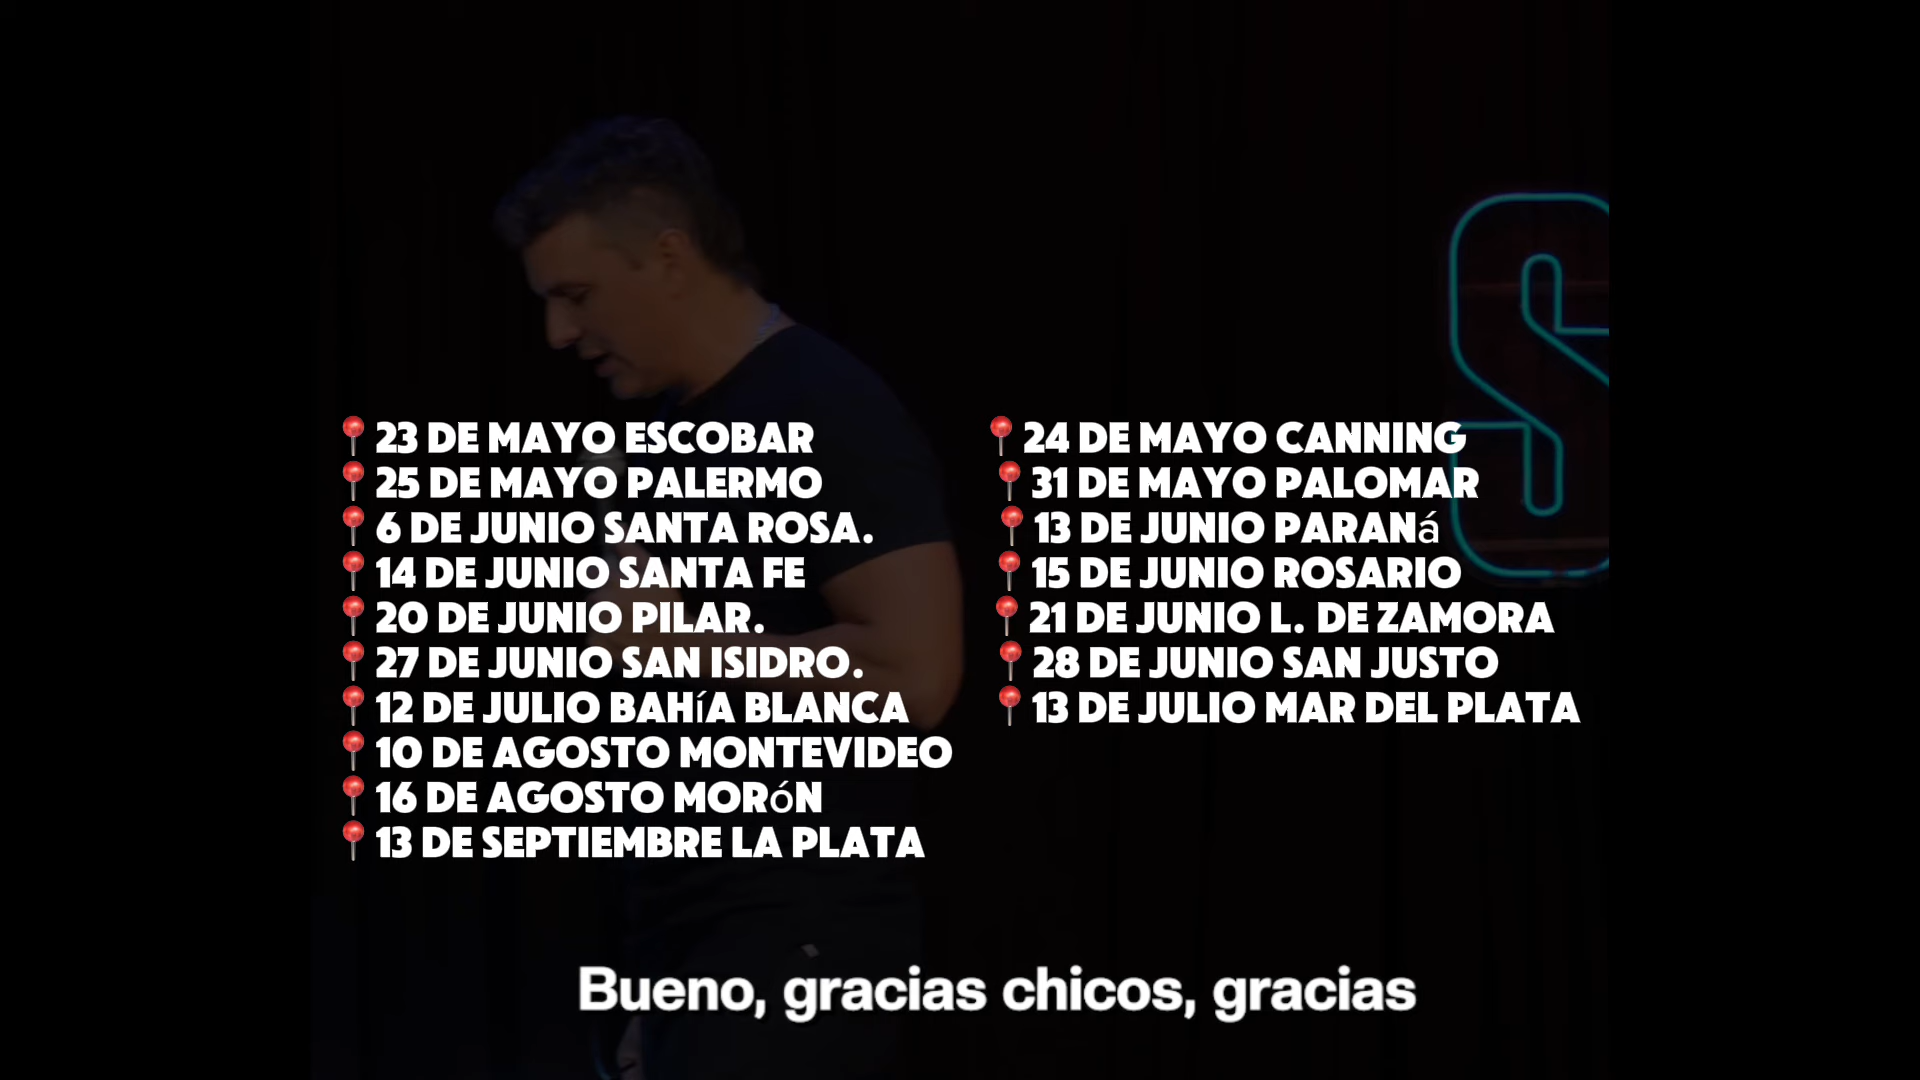 📍23 DE MAYO ESCOBAR
📍25 DE MAYO PALERMO
📍6 DE JUNIO SANTA ROSA.
📍14 DE JUNIO SANTA FE
📍20 DE JUNIO PILAR.
📍27 DE JUNIO SAN ISIDRO.
📍12 DE JULIO BAHíA BLANCA
📍10 DE AGOSTO MONTEVIDEO
📍16 DE AGOSTO MORóN
📍13 DE SEPTIEMBRE LA PLATA
📍24 DE MAYO CANNING
📍31 DE MAYO PALOMAR
📍13 DE JUNIO PARANá
📍15 DE JUNIO ROSARIO
📍21 DE JUNIO L. DE ZAMORA
📍28 DE JUNIO SAN JUSTO
📍13 DE JULIO MAR DEL PLATA
S
Bueno, gracias chicos, gracias